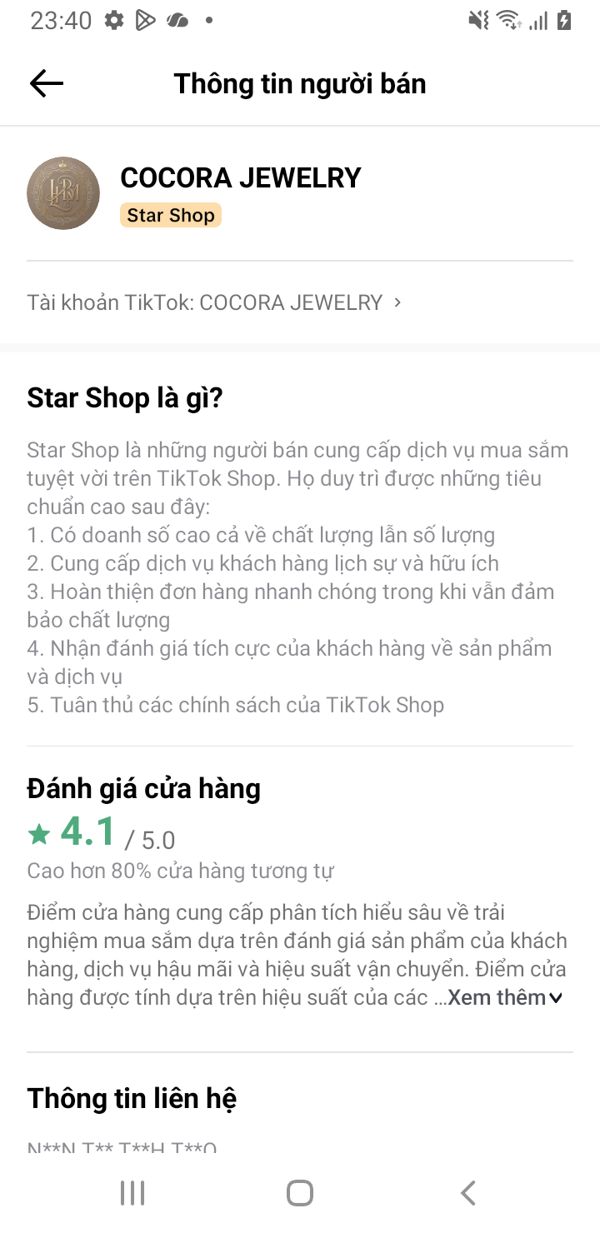 23:40
Thông tin người bán
COCORA JEWELRY
Star Shop
Tài khoản TikTok: COCORA JEWELRY >
Star Shop là gì?
Star Shop là những người bán cung cấp dịch vụ mua sắm
tuyệt vời trên TikTok Shop. Họ duy trì được những tiêu
chuẩn cao sau đây:
1. Có doanh số cao cả về chất lượng lẫn số lượng
2. Cung cấp dịch vụ khách hàng lịch sự và hữu ích
3. Hoàn thiện đơn hàng nhanh chóng trong khi vẫn đảm
bảo chất lượng
4. Nhận đánh giá tích cực của khách hàng về sản phẩm
và dịch vụ
5. Tuân thủ các chính sách của TikTok Shop
Đánh giá cửa hàng
4.1 / 5.0
Cao hơn 80% cửa hàng tương tự
Điểm cửa hàng cung cấp phân tích hiểu sâu về trải
nghiệm mua sắm dựa trên đánh giá sản phẩm của khách
hàng, dịch vụ hậu mãi và hiệu suất vận chuyển. Điểm cửa
hàng được tính dựa trên hiệu suất của các ...Xem thêm
Thông tin liên hệ
N**N T** T**H T**O